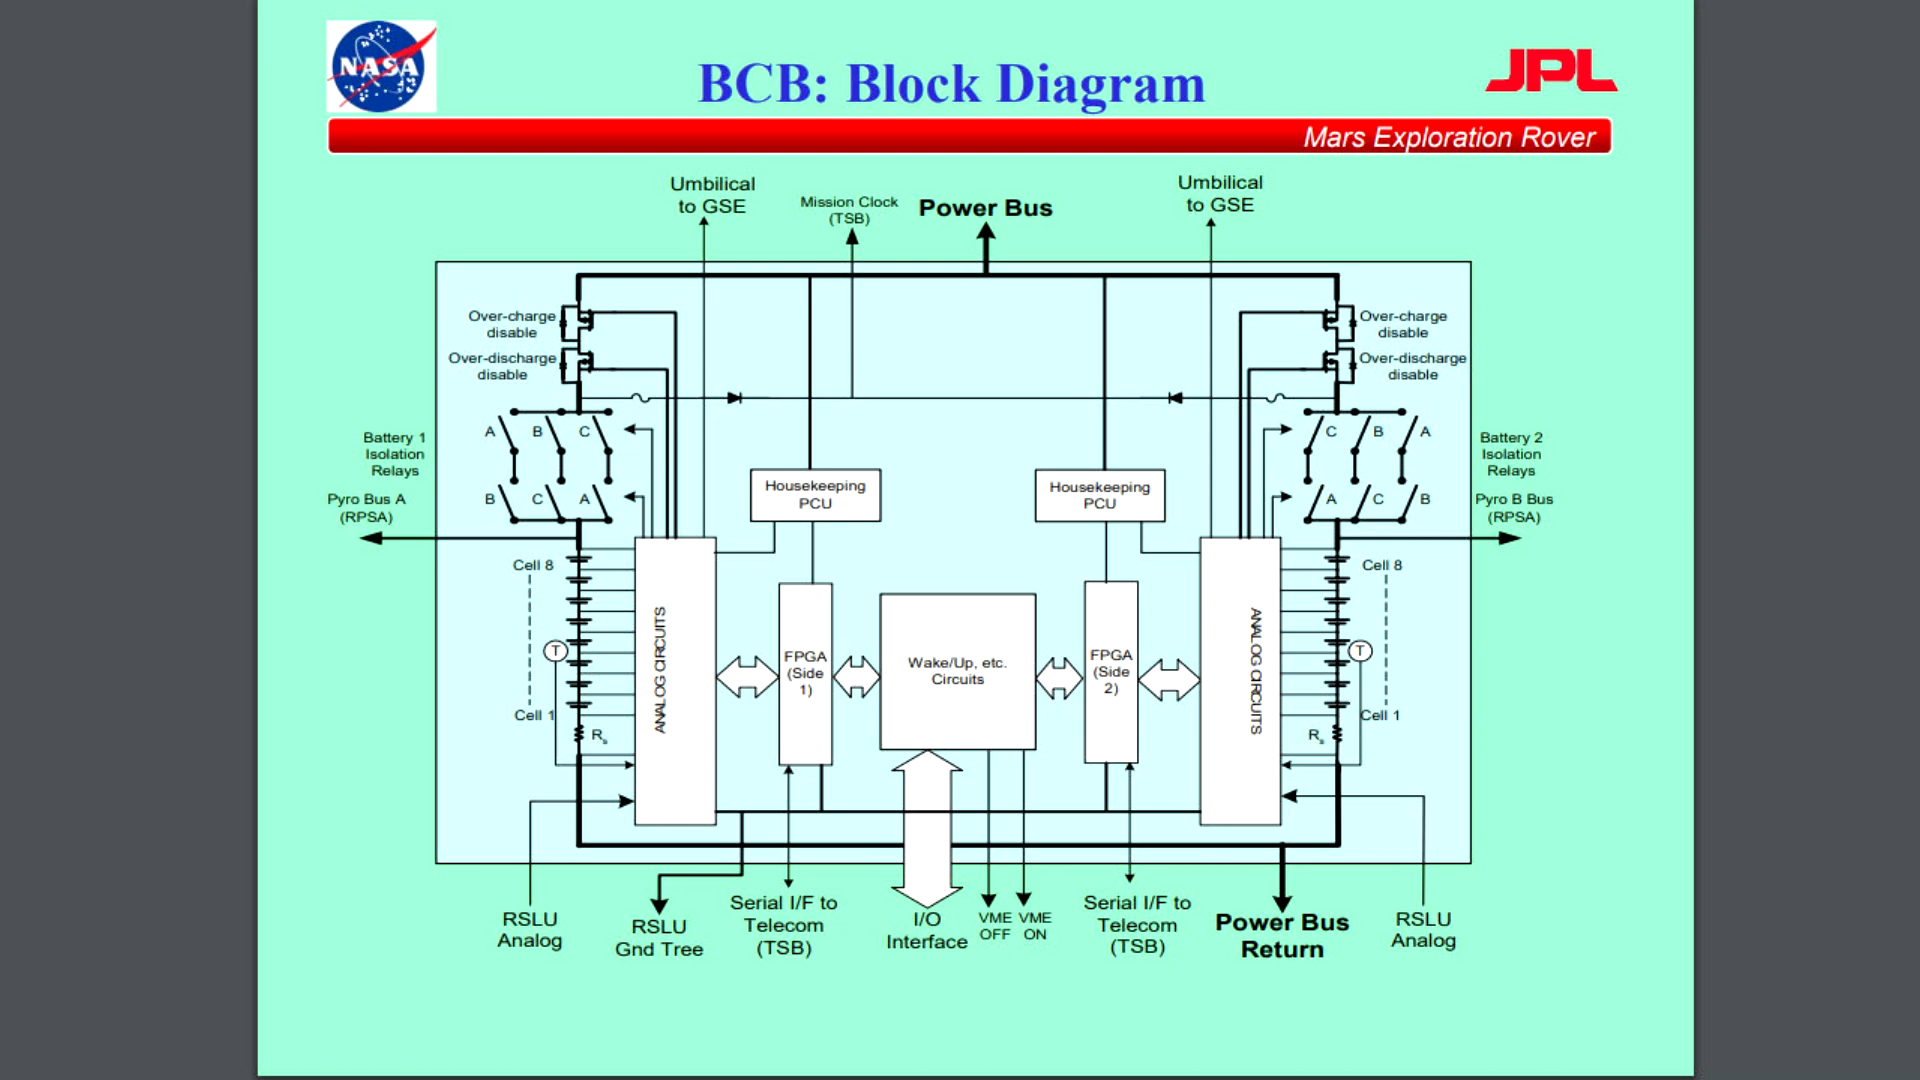 NASA
BCB: Block Diagram
JPL
Mars Exploration Rover
Umbilical
to GSE
Mission Clock
(TSB)
Power Bus
Umbilical
to GSE
Over-charge
disable
Over-discharge
disable
Over-charge
disable
Over-discharge
disable
Battery 1
Isolation
Relays
A
B
C
C
B
A
Battery 2
Isolation
Relays
Pyro Bus A
(RPSA)
B
C
A
A
C
B
Pyro B Bus
(RPSA)
Housekeeping
PCU
Housekeeping
PCU
Cell 8
Cell 8
T
T
Cell 1
Cell 1
Rs
Rs
ANALOG CIRCUITS
FPGA
(Side
1)
Wake/Up, etc.
Circuits
FPGA
(Side
2)
ANALOG CIRCUITS
RSLU
Analog
RSLU
Gnd Tree
Serial I/F to
Telecom
(TSB)
I/O
Interface
VME
OFF
VME
ON
Serial I/F to
Telecom
(TSB)
Power Bus
Return
RSLU
Analog